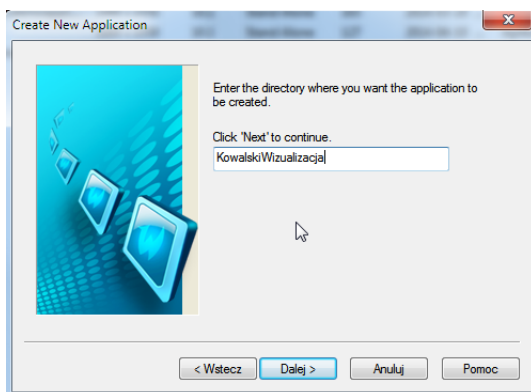 Create New Application
Enter the directory where you want the application to
be created.
Click 'Next' to continue.
KowalskiWizualizacja
< Wstecz
Dalej >
Anuluj
Pomoc